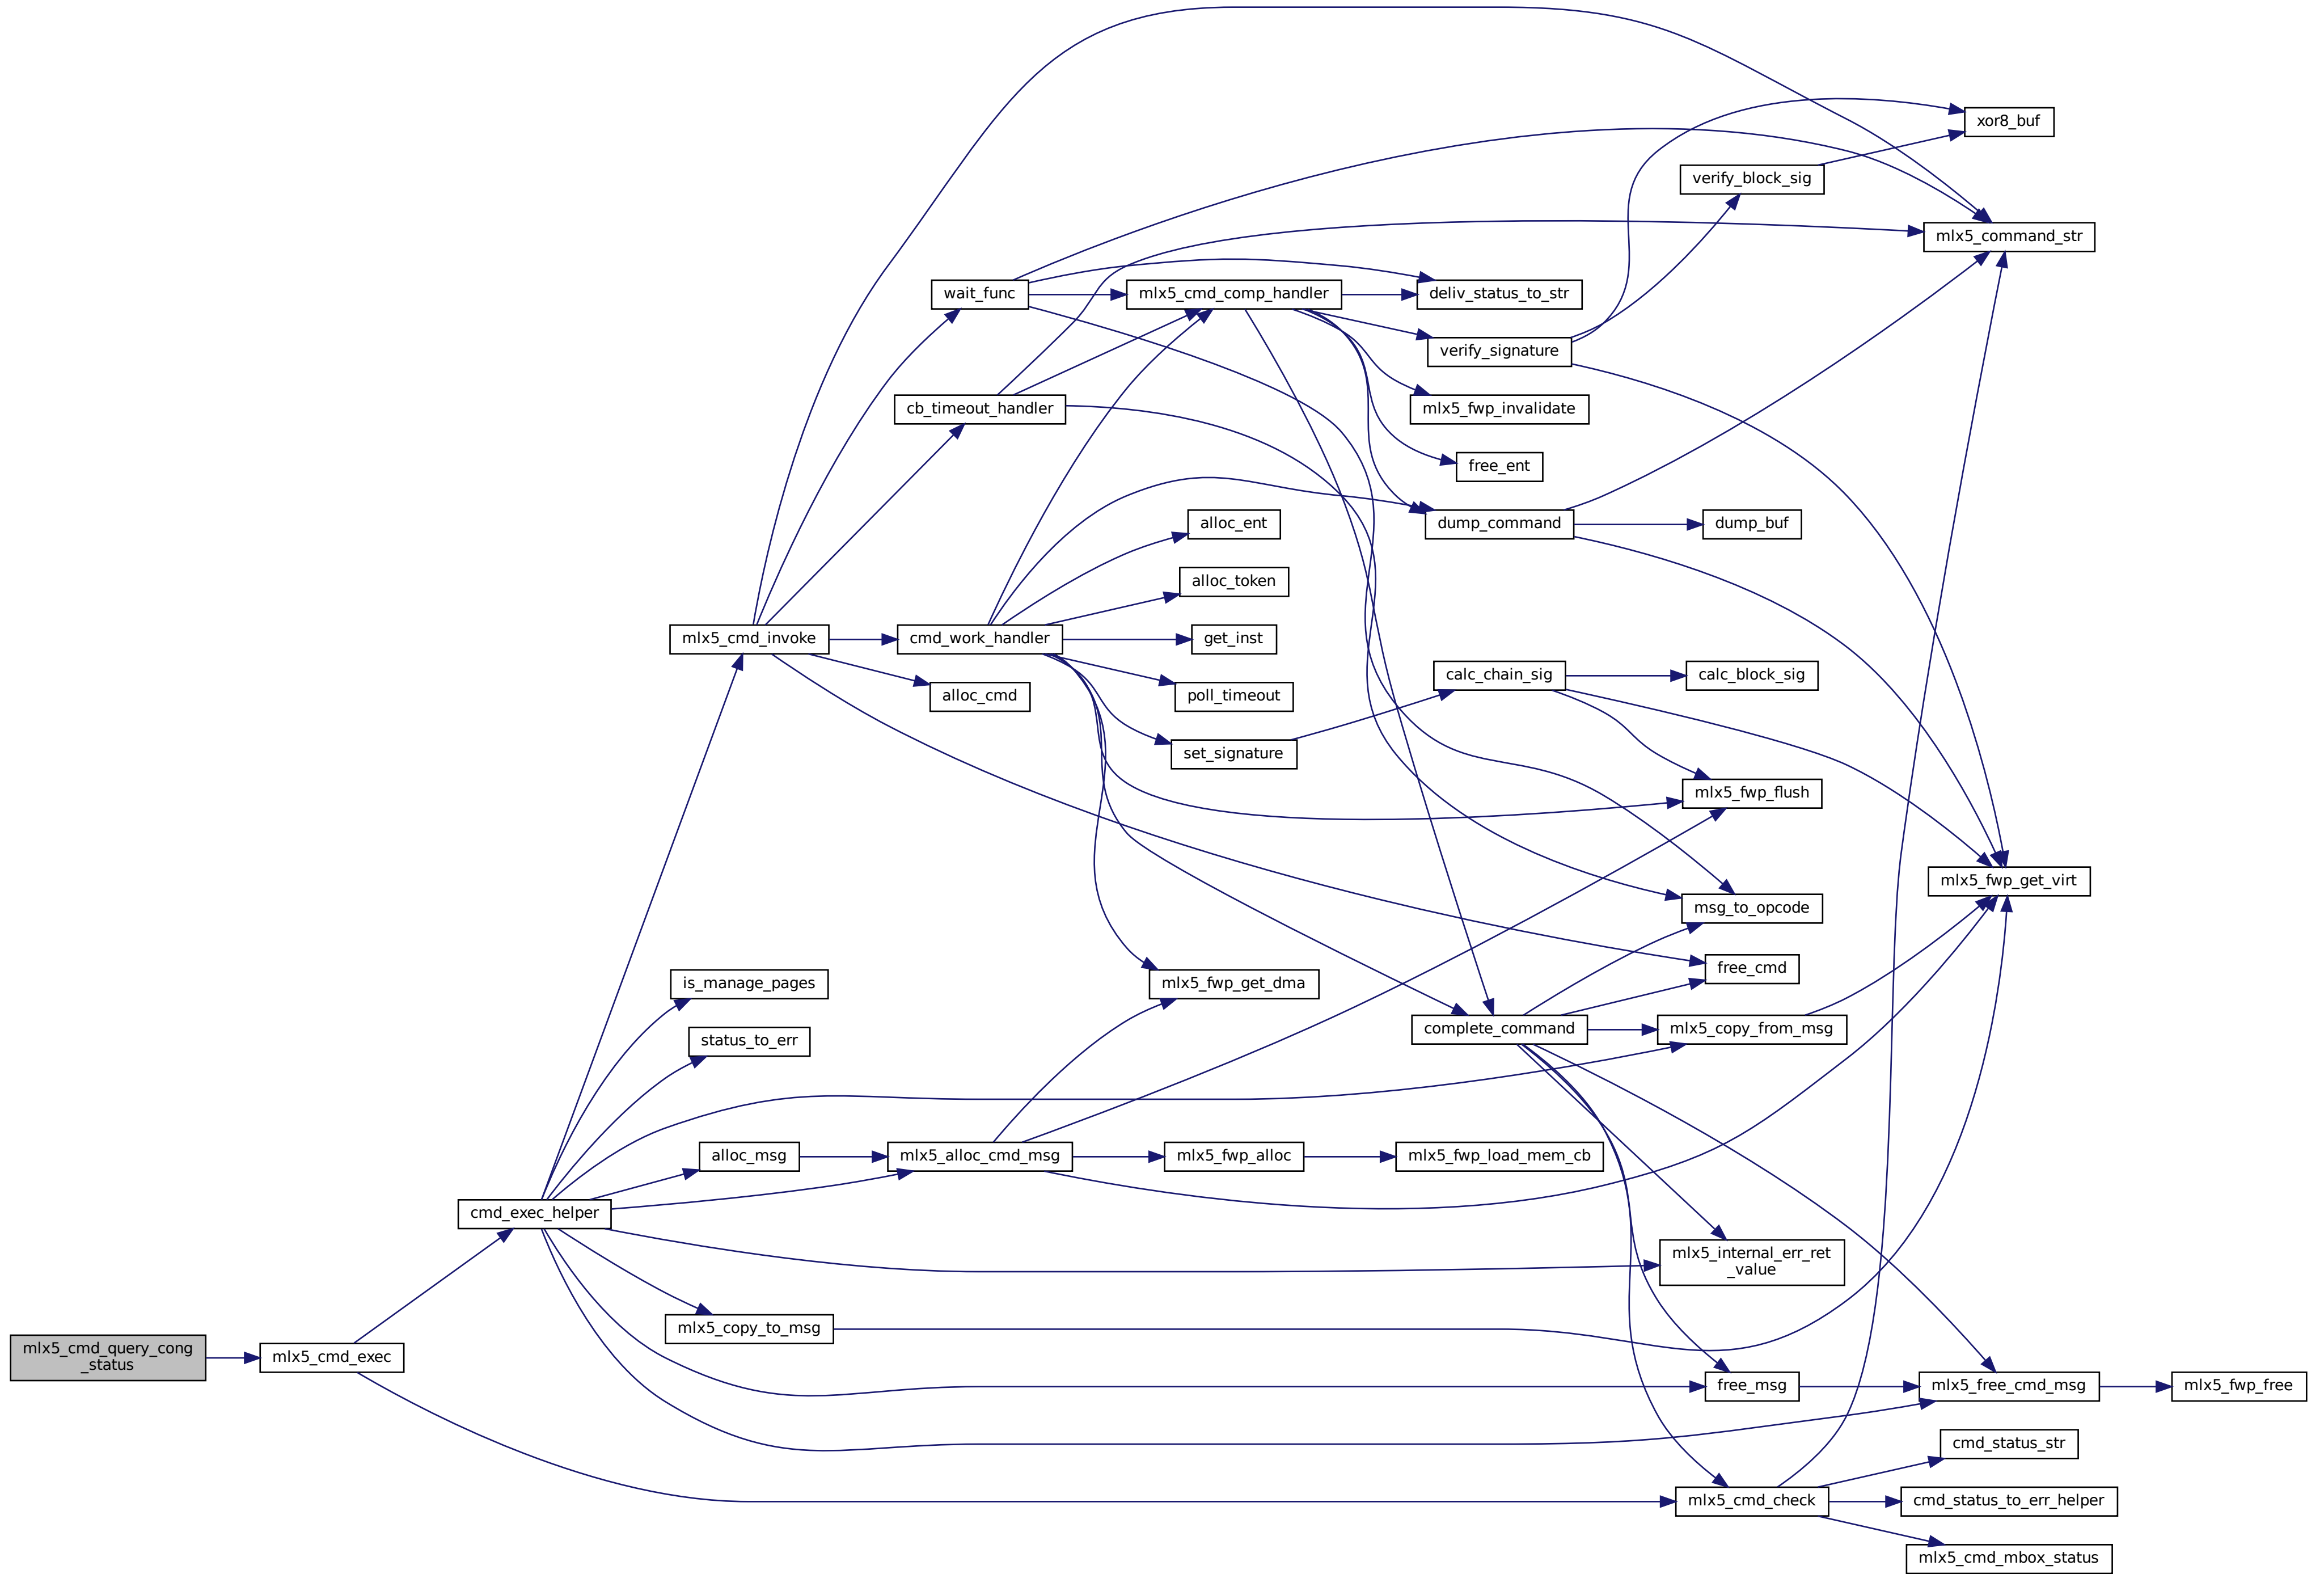 xor8_buf
verify_block_sig
mlx5_command_str
wait_func
mlx5_cmd_comp_handler
deliv_status_to_str
verify_signature
cb_timeout_handler
mlx5_fwp_invalidate
free_ent
alloc_ent
dump_command
dump_buf
alloc_token
mlx5_cmd_invoke
cmd_work_handler
get_inst
calc_chain_sig
calc_block_sig
alloc_cmd
poll_timeout
set_signature
mlx5_fwp_flush
mlx5_fwp_get_virt
msg_to_opcode
free_cmd
is_manage_pages
mlx5_fwp_get_dma
status_to_err
complete_command
mlx5_copy_from_msg
alloc_msg
mlx5_alloc_cmd_msg
mlx5_fwp_alloc
mlx5_fwp_load_mem_cb
cmd_exec_helper
mlx5_internal_err_ret
_value
mlx5_copy_to_msg
mlx5_cmd_query_cong
_status
mlx5_cmd_exec
free_msg
mlx5_free_cmd_msg
mlx5_fwp_free
cmd_status_str
mlx5_cmd_check
cmd_status_to_err_helper
mlx5_cmd_mbox_status